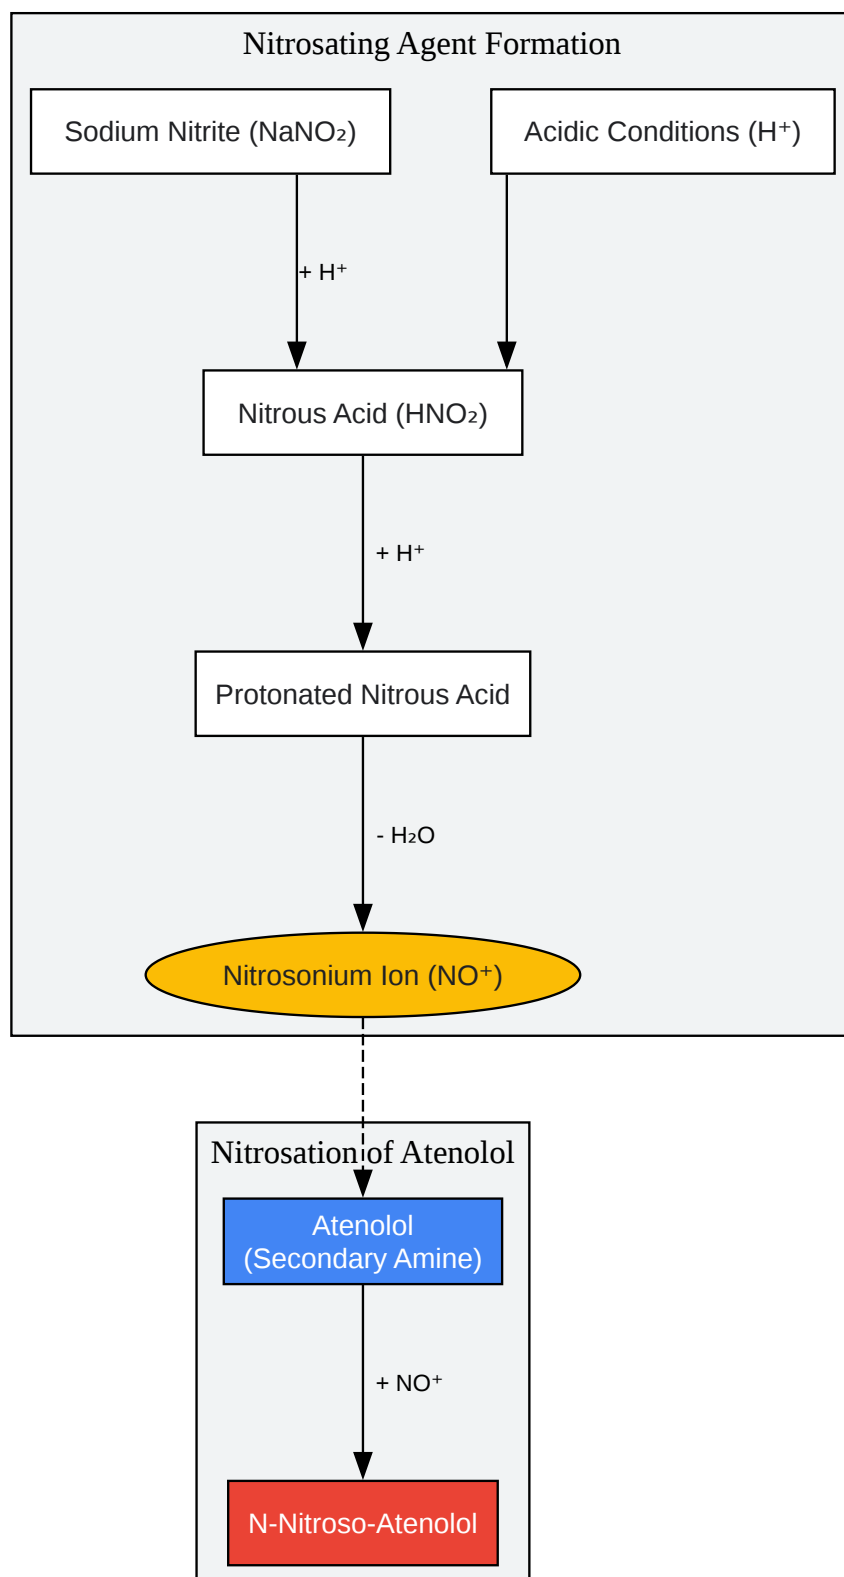 Nitrosating Agent Formation
Sodium Nitrite (NaNO₂)
Acidic Conditions (H⁺)
+ H⁺
Nitrous Acid (HNO₂)
+ H⁺
Protonated Nitrous Acid
- H₂O
Nitrosonium Ion (NO⁺)
Nitrosation of Atenolol
Atenolol
(Secondary Amine)
+ NO⁺
N-Nitroso-Atenolol